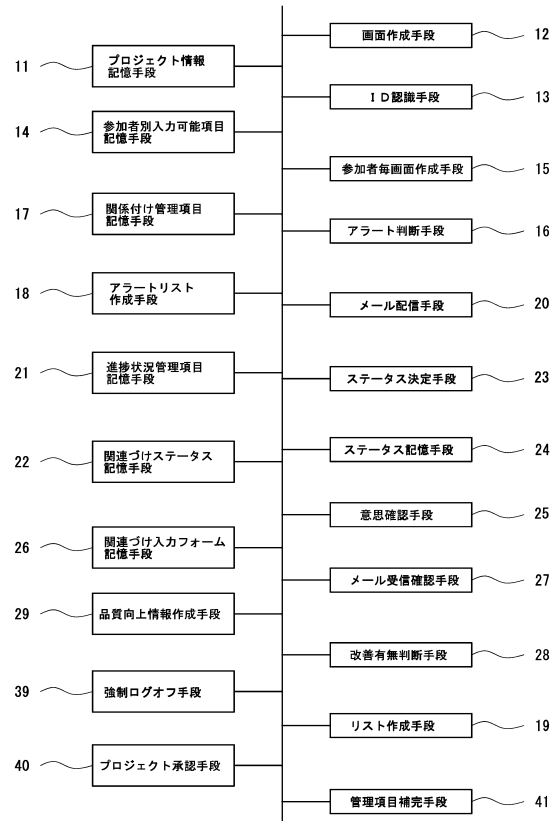 11
プロジェクト情報
記憶手段
14
参加者別入力可能項目
記憶手段
17
関係付け管理項目
記憶手段
18
アラートリスト
作成手段
21
進捗状況管理項目
記憶手段
22
関連づけステータス
記憶手段
26
関連づけ入力フォーム
記憶手段
29
品質向上情報作成手段
39
強制ログオフ手段
40
プロジェクト承認手段
画面作成手段
12
ID認識手段
13
参加者毎画面作成手段
15
アラート判断手段
16
メール配信手段
20
ステータス決定手段
23
ステータス記憶手段
24
意思確認手段
25
メール受信確認手段
27
改善有無判断手段
28
リスト作成手段
19
管理項目補完手段
41